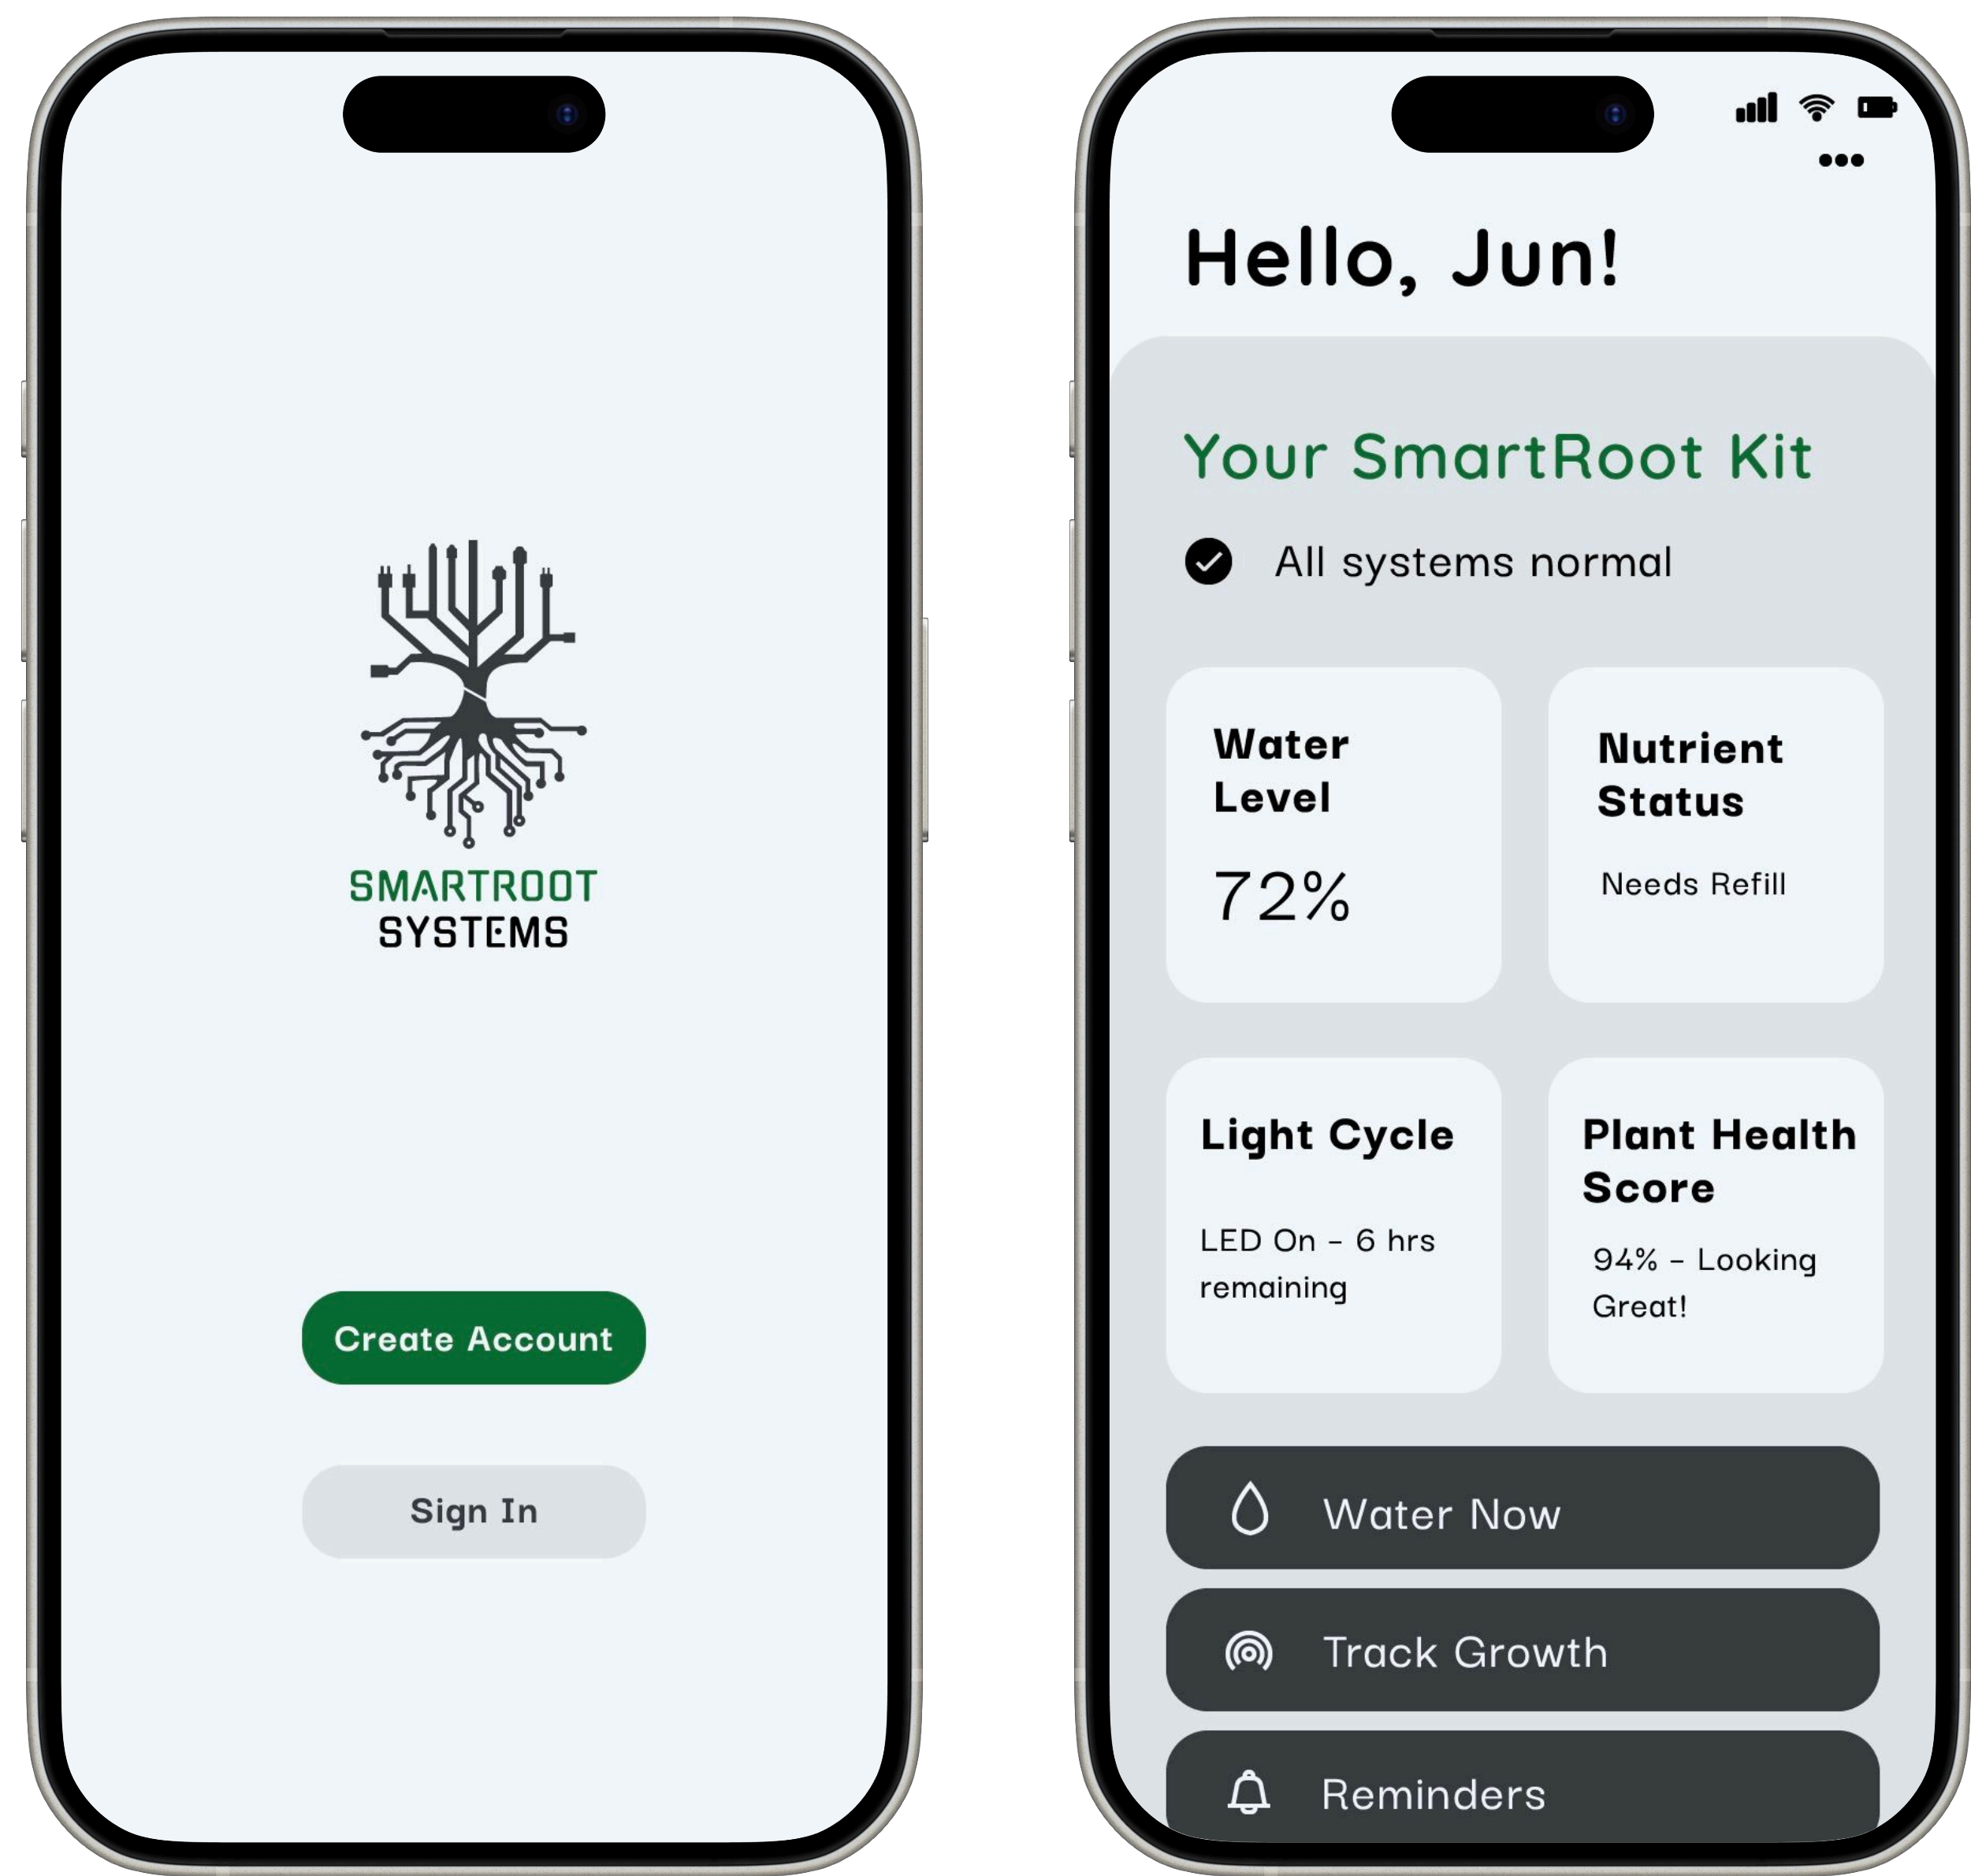 SMARTROOT
SYSTEMS
Create Account
Sign In
Hello, Jun!
Your SmartRoot Kit
All systems normal
Water
Level
72%
Nutrient
Status
Needs Refill
Light Cycle
LED On - 6 hrs
remaining
Plant Health
Score
94% - Looking
Great!
Water Now
Track Growth
Reminders